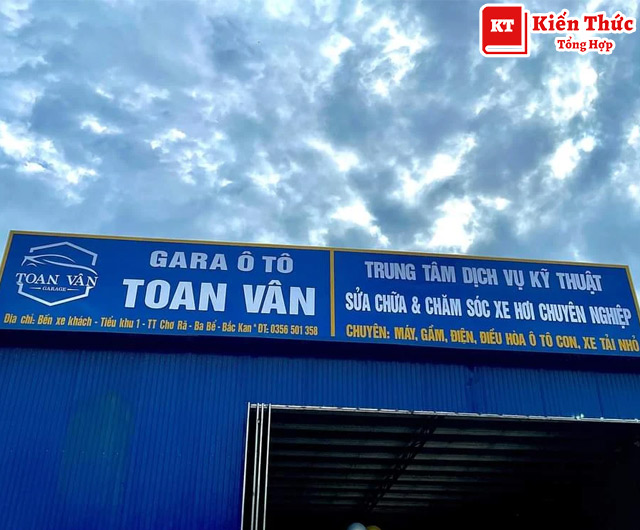 KT
Kiến Thức
Tổng Hợp
TOAN VÂN
GARAGE
GARA Ô TÔ
TOAN VÂN
Địa chỉ: Bến xe khách - Tiểu khu 1 - TT Chợ Rã - Ba Bể - Bắc Kan * ĐT: 0356 501 358
TRUNG TÂM DỊCH VỤ KỸ THUẬT
SỬA CHỮA & CHĂM SÓC XE HƠI CHUYÊN NGHIỆP
CHUYÊN: MÁY, GẦM, ĐIỆN, ĐIỀU HÒA Ô TÔ CON, XE TẢI NHỎ